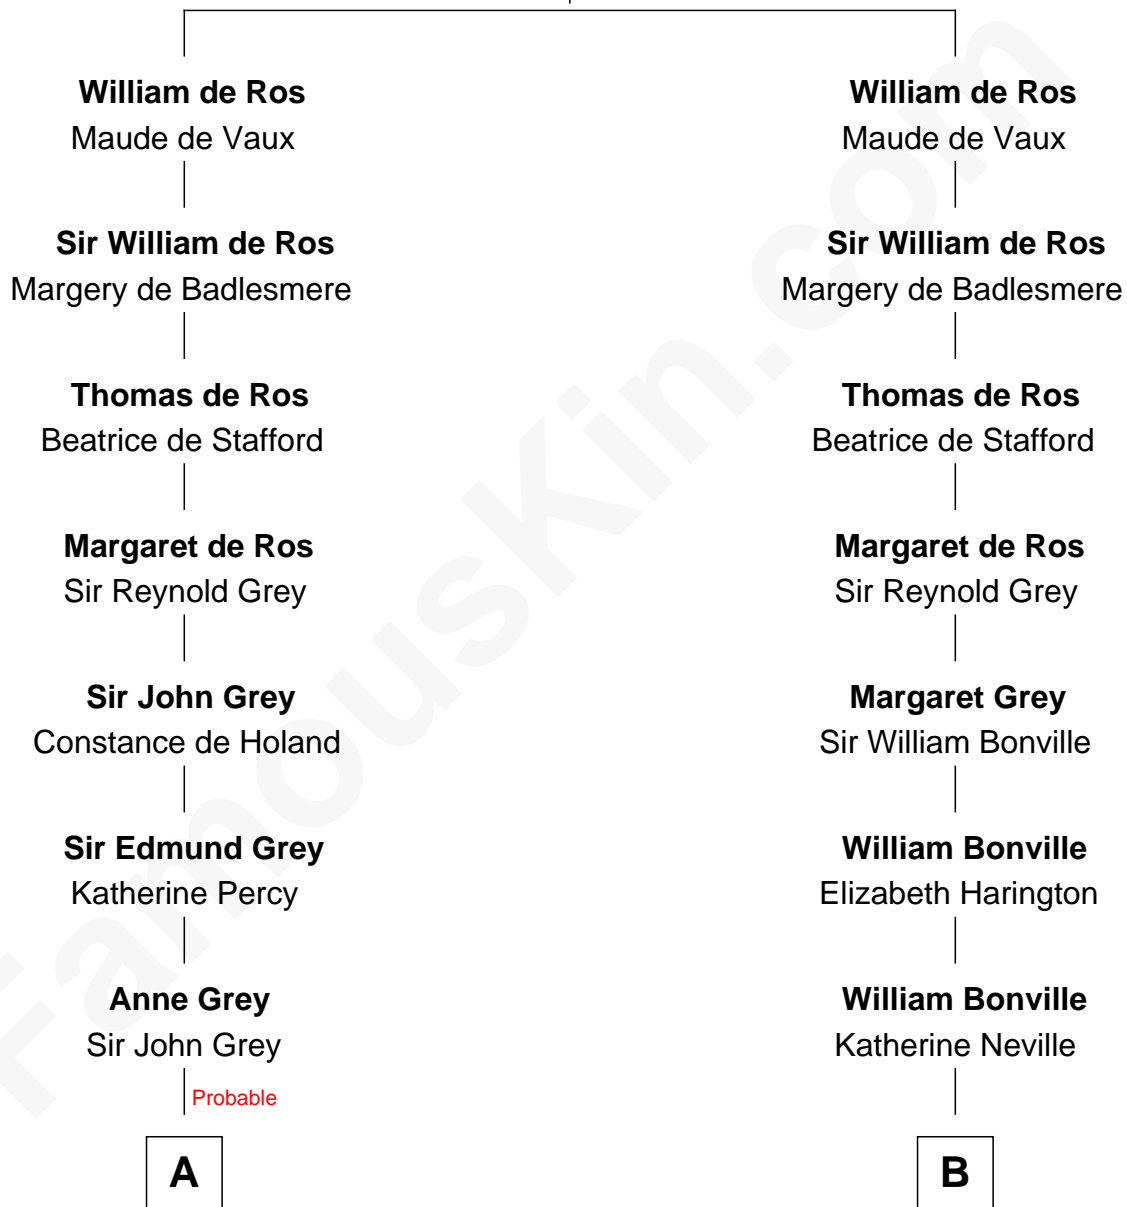 William de Ros
Maude de Vaux
Sir William de Ros
Margery de Badlesmere
Thomas de Ros
Beatrice de Stafford
Margaret de Ros
Sir Reynold Grey
Sir John Grey
Constance de Holand
Sir Edmund Grey
Katherine Percy
Anne Grey
Sir John Grey
Probable
A
William de Ros
Maude de Vaux
Sir William de Ros
Margery de Badlesmere
Thomas de Ros
Beatrice de Stafford
Margaret de Ros
Sir Reynold Grey
Margaret Grey
Sir William Bonville
William Bonville
Elizabeth Harington
William Bonville
Katherine Neville
B
FamousKin.com